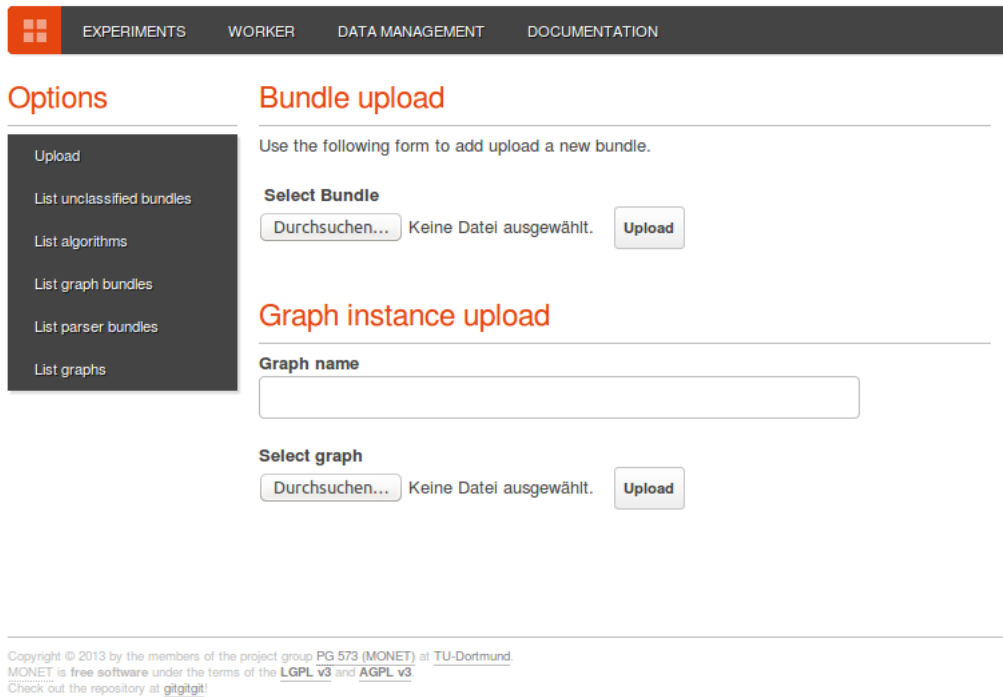 EXPERIMENTS WORKER DATA MANAGEMENT DOCUMENTATION
Options
Upload
List unclassified bundles
List algorithms
List graph bundles
List parser bundles
List graphs
Bundle upload
Use the following form to add upload a new bundle.
Select Bundle
Durchsuchen... Keine Datei ausgewählt. Upload
Graph instance upload
Graph name
Select graph
Durchsuchen... Keine Datei ausgewählt. Upload
Copyright © 2013 by the members of the project group PG 573 (MONET) at TU-Dortmund.
MONET is free software under the terms of the LGPL v3 and AGPL v3.
Check out the repository at gitgitgit!